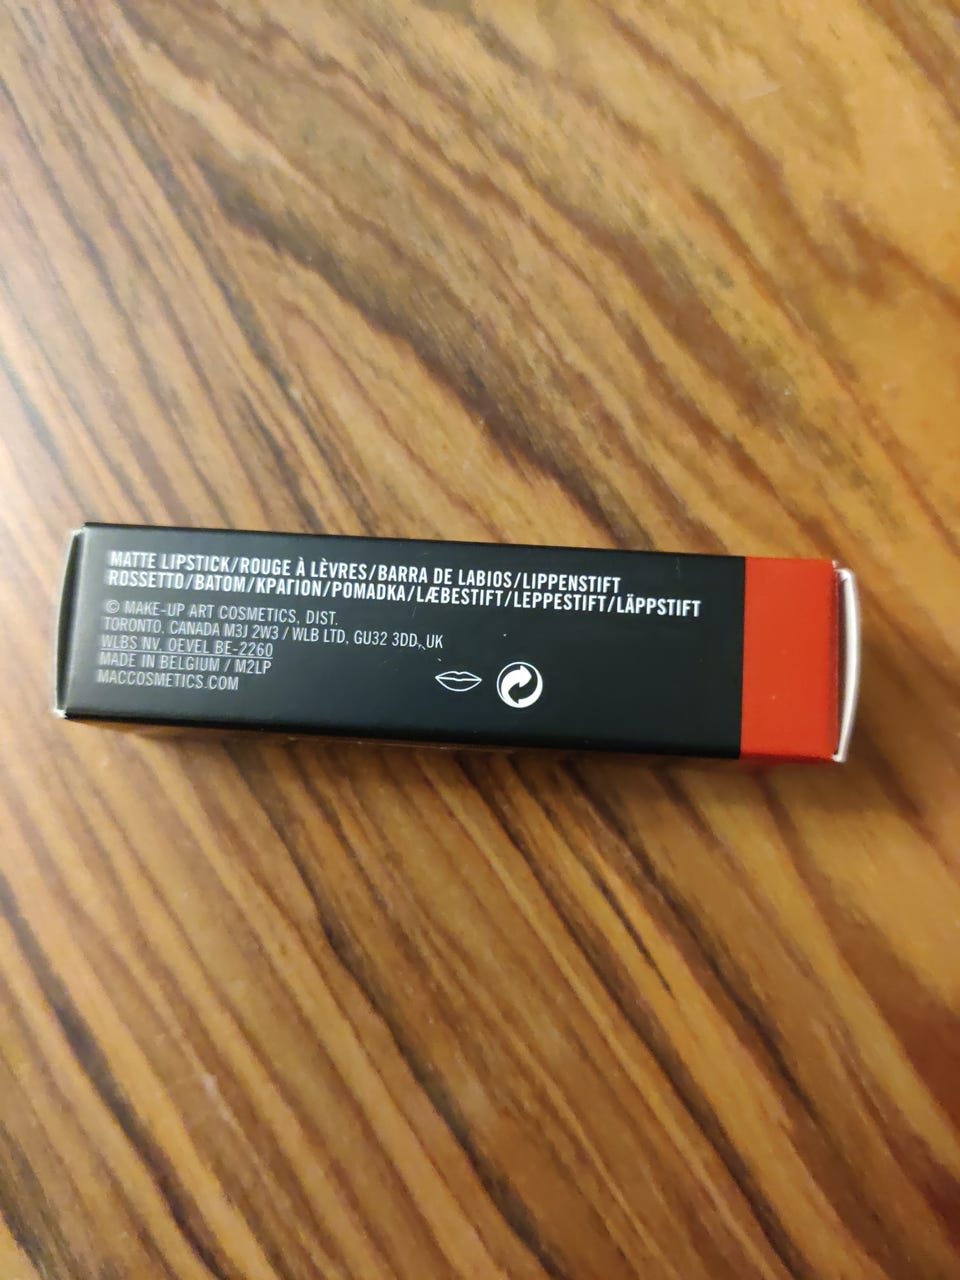 MATTE LIPSTICK/ROUGE À LÈVRES/BARRA DE LABIOS/LIPPENSTIFT
ROSSETTO/BATOM/ΚΡΑΓΙΟΝ/POMADKA/LÆBESTIFT/LEPPESTIFT/LÄPPSTIFT
© MAKE-UP ART COSMETICS, DIST.
TORONTO, CANADA M3J 2W3 / WLB LTD, GU32 3DD, UK
WLBS NV, OEVEL BE-2260
MADE IN BELGIUM / M2LP
MACCOSMETICS.COM